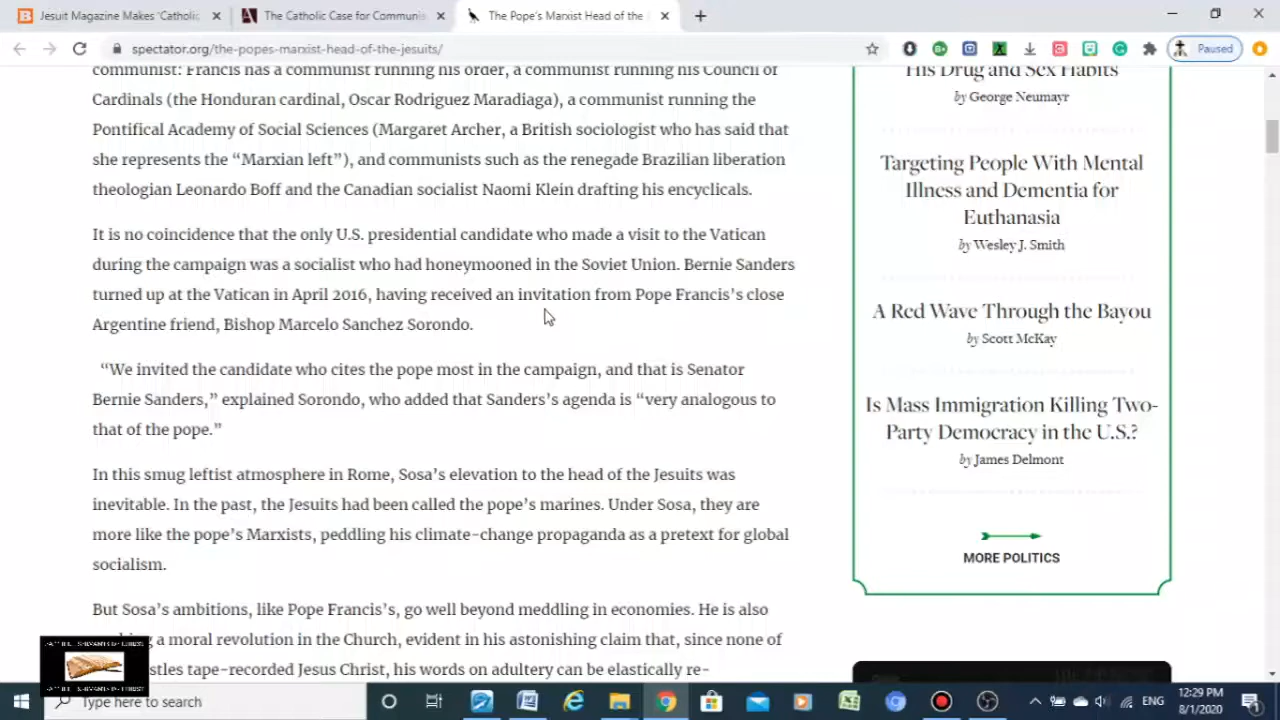 Jesuit Magazine Makes 'Catholic
The Catholic Case for Communis
The Pope's Marxist Head of the
spectator.org/the-popes-marxist-head-of-the-jesuits/
Paused
communist: Francis has a communist running his order, a communist running his Council of
Cardinals (the Honduran cardinal, Oscar Rodriguez Maradiaga), a communist running the
Pontifical Academy of Social Sciences (Margaret Archer, a British sociologist who has said that
she represents the “Marxian left”), and communists such as the renegade Brazilian liberation
theologian Leonardo Boff and the Canadian socialist Naomi Klein drafting his encyclicals.
It is no coincidence that the only U.S. presidential candidate who made a visit to the Vatican
during the campaign was a socialist who had honeymooned in the Soviet Union. Bernie Sanders
turned up at the Vatican in April 2016, having received an invitation from Pope Francis’s close
Argentine friend, Bishop Marcelo Sanchez Sorondo.
“We invited the candidate who cites the pope most in the campaign, and that is Senator
Bernie Sanders,” explained Sorondo, who added that Sanders’s agenda is “very analogous to
that of the pope.”
In this smug leftist atmosphere in Rome, Sosa’s elevation to the head of the Jesuits was
inevitable. In the past, the Jesuits had been called the pope’s marines. Under Sosa, they are
more like the pope’s Marxists, peddling his climate-change propaganda as a pretext for global
socialism.
But Sosa’s ambitions, like Pope Francis’s, go well beyond meddling in economies. He is also
a moral revolution in the Church, evident in his astonishing claim that, since none of
tape-recorded Jesus Christ, his words on adultery can be elastically re-
His Drug and Sex Habits
by George Neumayr
Targeting People With Mental
Illness and Dementia for
Euthanasia
by Wesley J. Smith
A Red Wave Through the Bayou
by Scott McKay
Is Mass Immigration Killing Two-
Party Democracy in the U.S.?
by James Delmont
MORE POLITICS
Type here to search
ENG
12:29 PM
8/1/2020